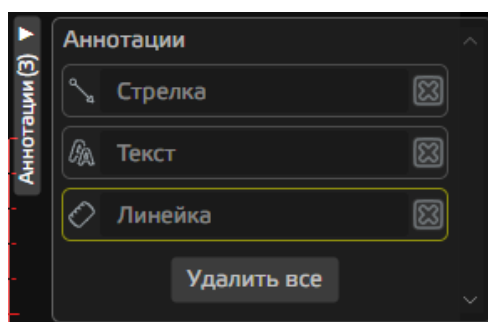 Аннотации (3)
Аннотации
Стрелка
Текст
Линейка
Удалить все